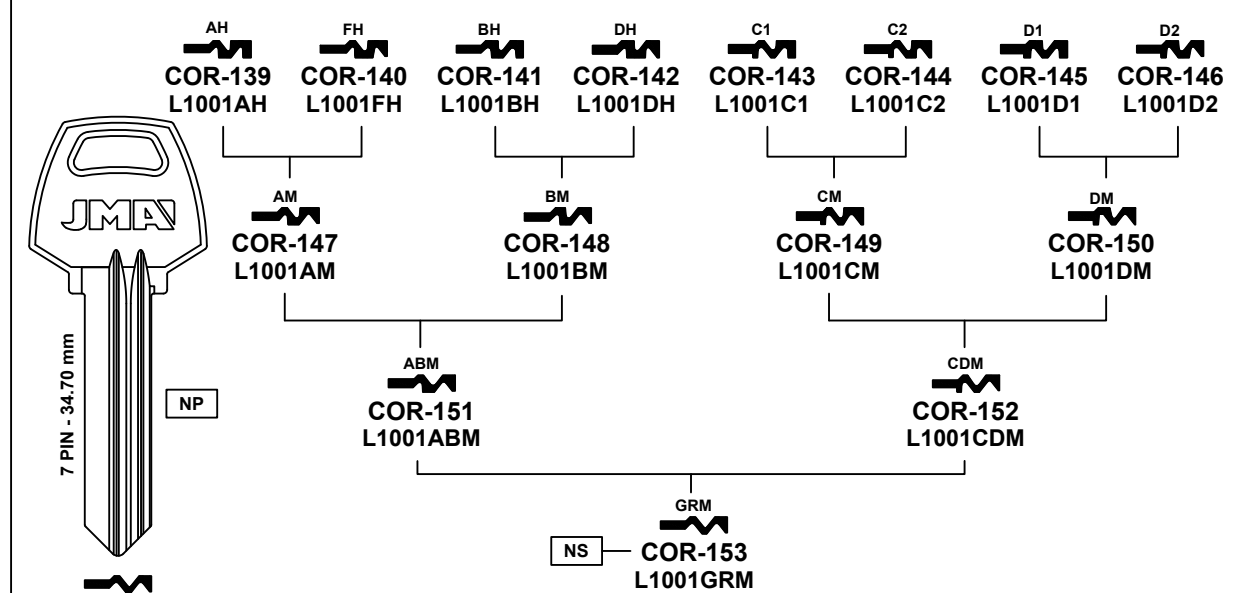 AH FH BH DH C1 C2 D1 D2
COR-139 COR-140 COR-141 COR-142 COR-143 COR-144 COR-145 COR-146
L1001AH L1001FH L1001BH L1001DH L1001C1 L1001C2 L1001D1 L1001D2
JMA
AM BM CM DM
COR-147 COR-148 COR-149 COR-150
L1001AM L1001BM L1001CM L1001DM
7 PIN - 34.70 mm
NP
ABM CDM
COR-151 COR-152
L1001ABM L1001CDM
GRM
NS COR-153
L1001GRM